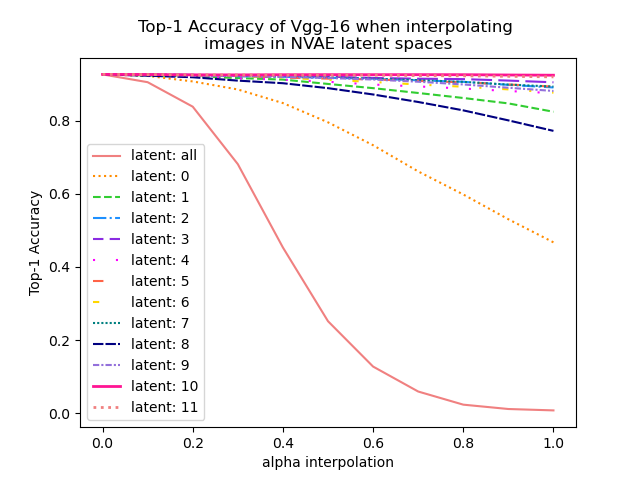 Top-1 Accuracy of Vgg-16 when interpolating
images in NVAE latent spaces
Top-1 Accuracy
0.8
0.6
0.4
0.2
0.0
latent: all
latent: 0
latent: 1
latent: 2
latent: 3
latent: 4
latent: 5
latent: 6
latent: 7
latent: 8
latent: 9
latent: 10
latent: 11
0.0 0.2 0.4 0.6 0.8 1.0
alpha interpolation